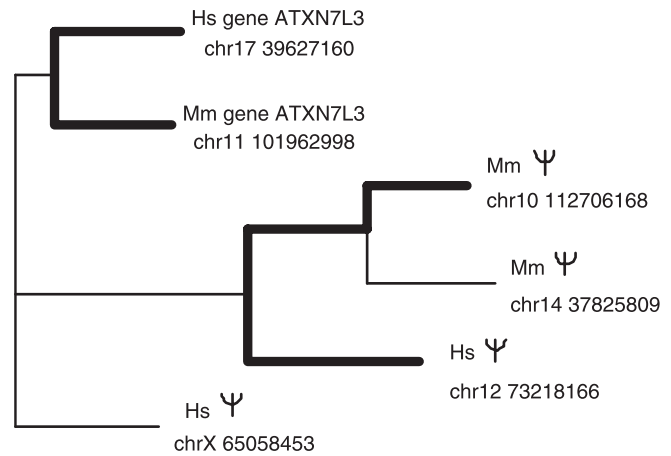 Hs gene ATXN7L3
chr17 39627160
Mm gene ATXN7L3
chr11 101962998
Mm Ψ
chr10 112706168
Mm Ψ
chr14 37825809
Hs Ψ
chr12 73218166
Hs Ψ
chrX 65058453